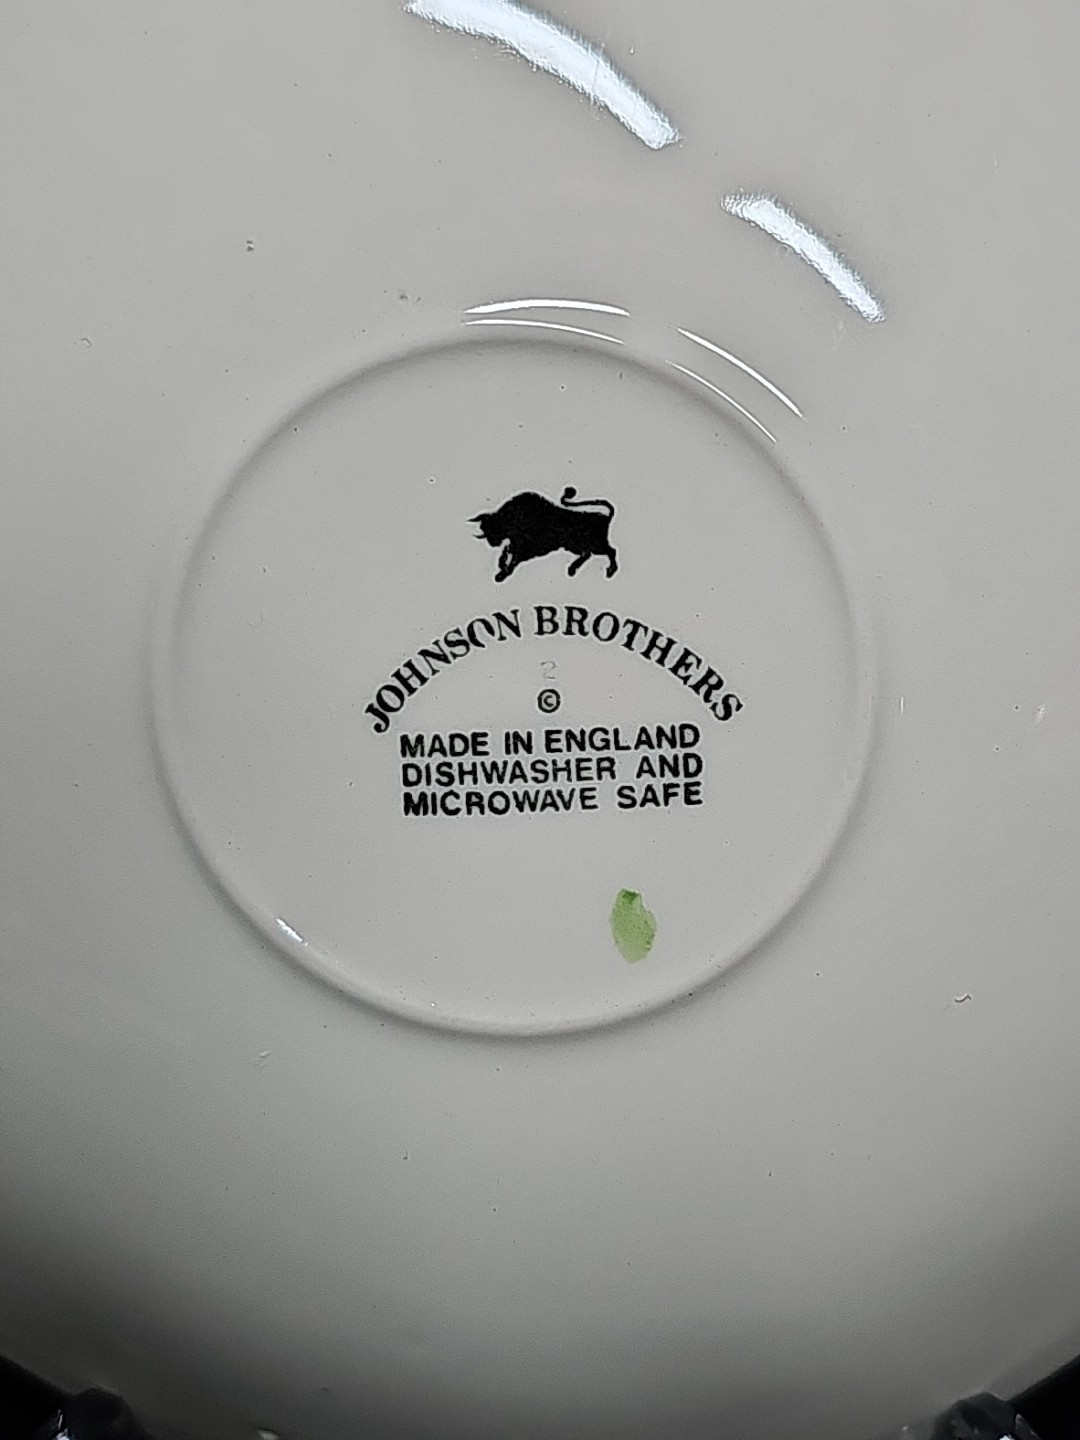 JOHNSON BROTHERS
2
©
MADE IN ENGLAND
DISHWASHER AND
MICROWAVE SAFE